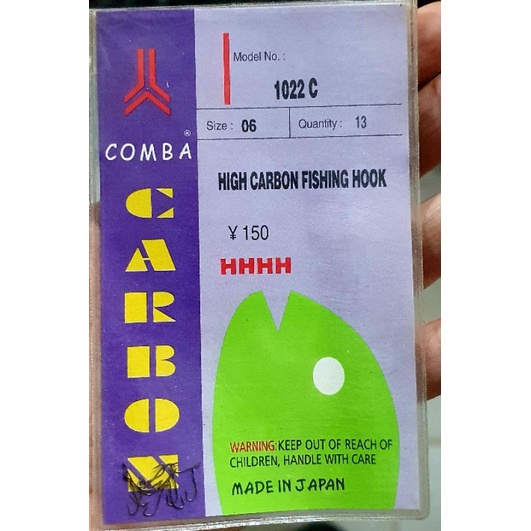 Model No. :
1022 C
Size : 06 Quantity : 13
COMBA®
CARBON
HIGH CARBON FISHING HOOK
¥ 150
HHHH
WARNING: KEEP OUT OF REACH OF
CHILDREN, HANDLE WITH CARE
MADE IN JAPAN